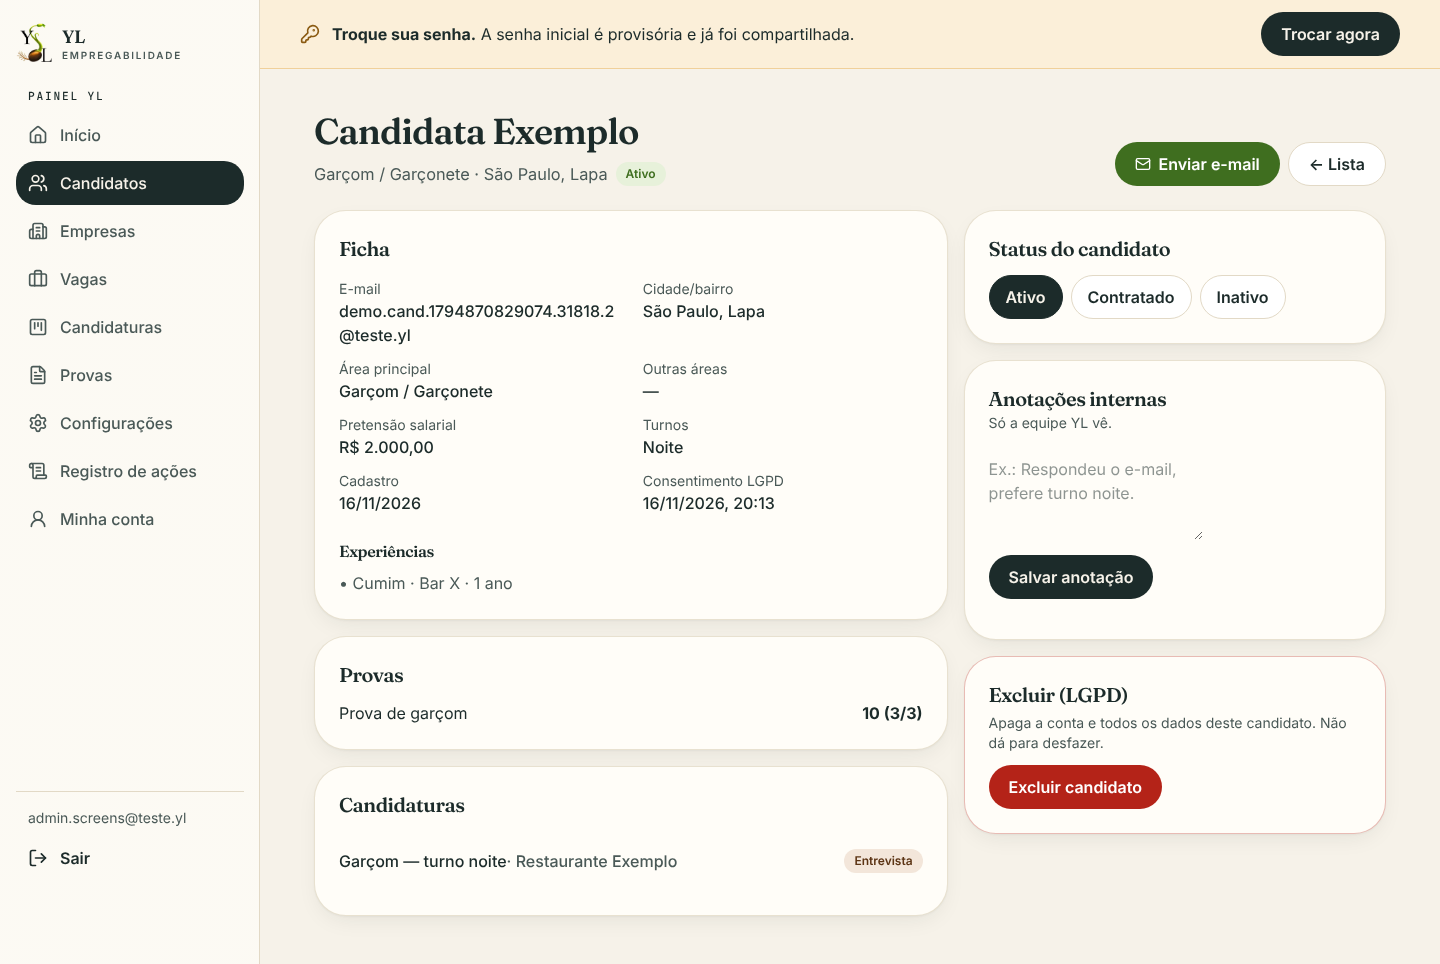 YL
YL
EMPREGABILIDADE
PAINEL YL
Início
Candidatos
Empresas
Vagas
Candidaturas
Provas
Configurações
Registro de ações
Minha conta
admin.screens@teste.yl
Sair
Troque sua senha. A senha inicial é provisória e já foi compartilhada.
Trocar agora
Candidata Exemplo
Garçom / Garçonete · São Paulo, Lapa Ativo
Enviar e-mail
← Lista
Ficha
E-mail
demo.cand.1794870829074.31818.2
@teste.yl
Cidade/bairro
São Paulo, Lapa
Área principal
Garçom / Garçonete
Outras áreas
—
Pretensão salarial
R$ 2.000,00
Turnos
Noite
Cadastro
16/11/2026
Consentimento LGPD
16/11/2026, 20:13
Experiências
• Cumim · Bar X · 1 ano
Provas
Prova de garçom 10 (3/3)
Candidaturas
Garçom — turno noite· Restaurante Exemplo Entrevista
Status do candidato
Ativo Contratado Inativo
Anotações internas
Só a equipe YL vê.
Ex.: Respondeu o e-mail,
prefere turno noite.
Salvar anotação
Excluir (LGPD)
Apaga a conta e todos os dados deste candidato. Não
dá para desfazer.
Excluir candidato